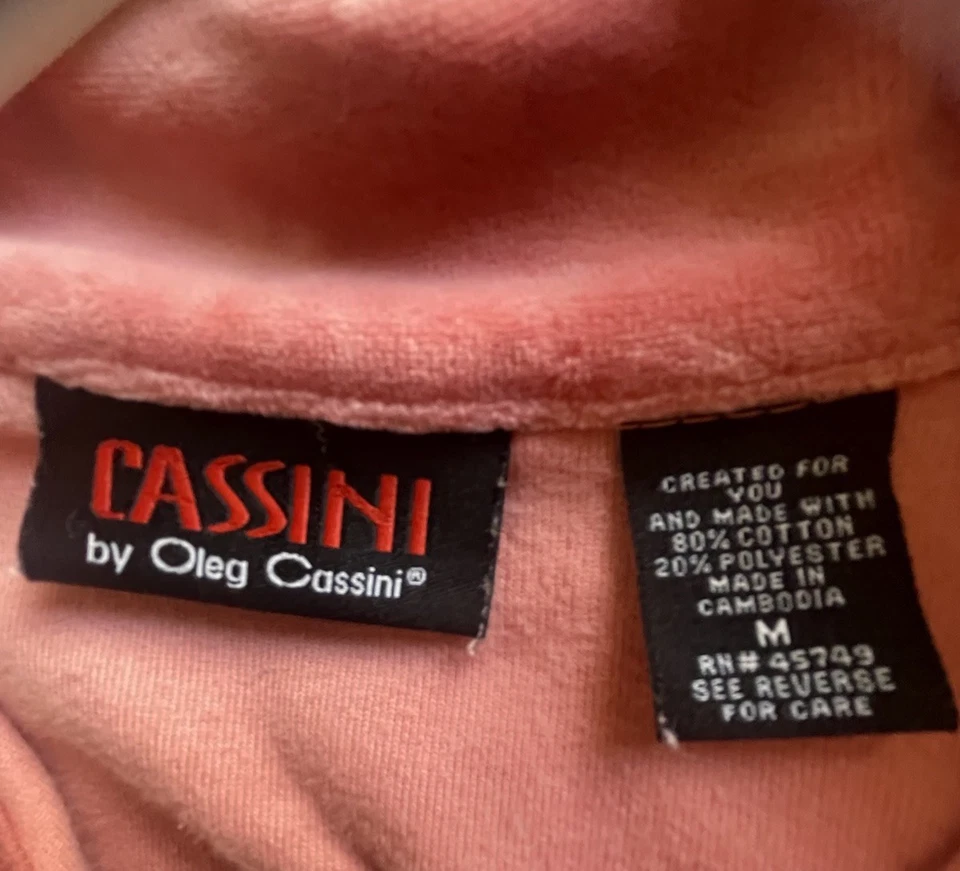 CASSINI
by Oleg Cassini®
CREATED FOR
YOU
AND MADE WITH
80% COTTON
20% POLYESTER
MADE IN
CAMBODIA
M
RN# 45749
SEE REVERSE
FOR CARE